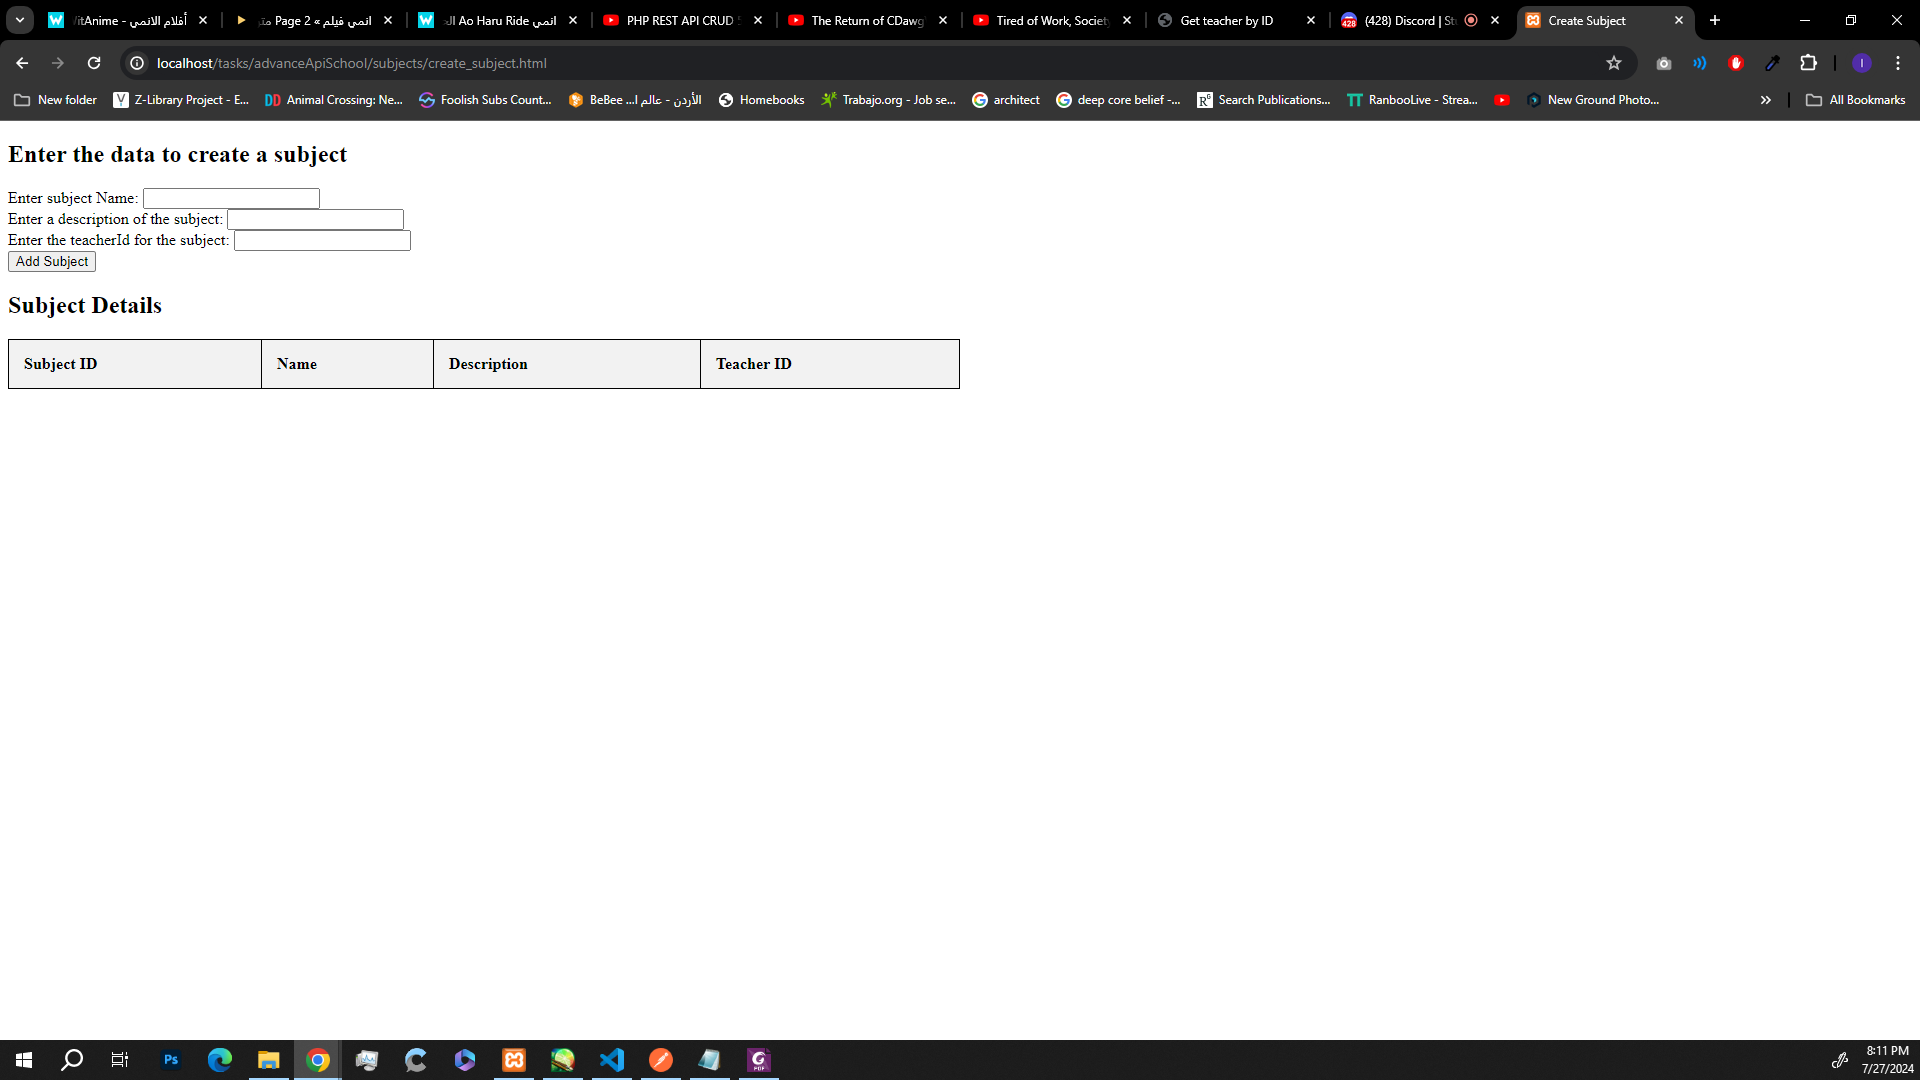 VitAnime - أفلام الانمي
انمي فيلم » Page 2
انمي Ao Haru Ride
PHP REST API CRUD
The Return of CDawg
Tired of Work, Society
Get teacher by ID
428
(428) Discord |
Create Subject
localhost/tasks/advanceApiSchool/subjects/create_subject.html
New folder
Z-Library Project - E...
Animal Crossing: Ne...
Foolish Subs Count...
BeBee الأردن - عالم ا...
Homebooks
Trabajo.org - Job se...
architect
deep core belief -...
Search Publications...
RanbooLive - Strea...
New Ground Photo...
All Bookmarks
Enter the data to create a subject
Enter subject Name:
Enter a description of the subject:
Enter the teacherId for the subject:
Add Subject
Subject Details
Subject ID Name Description Teacher ID
Ps
PDF
8:11 PM
7/27/2024